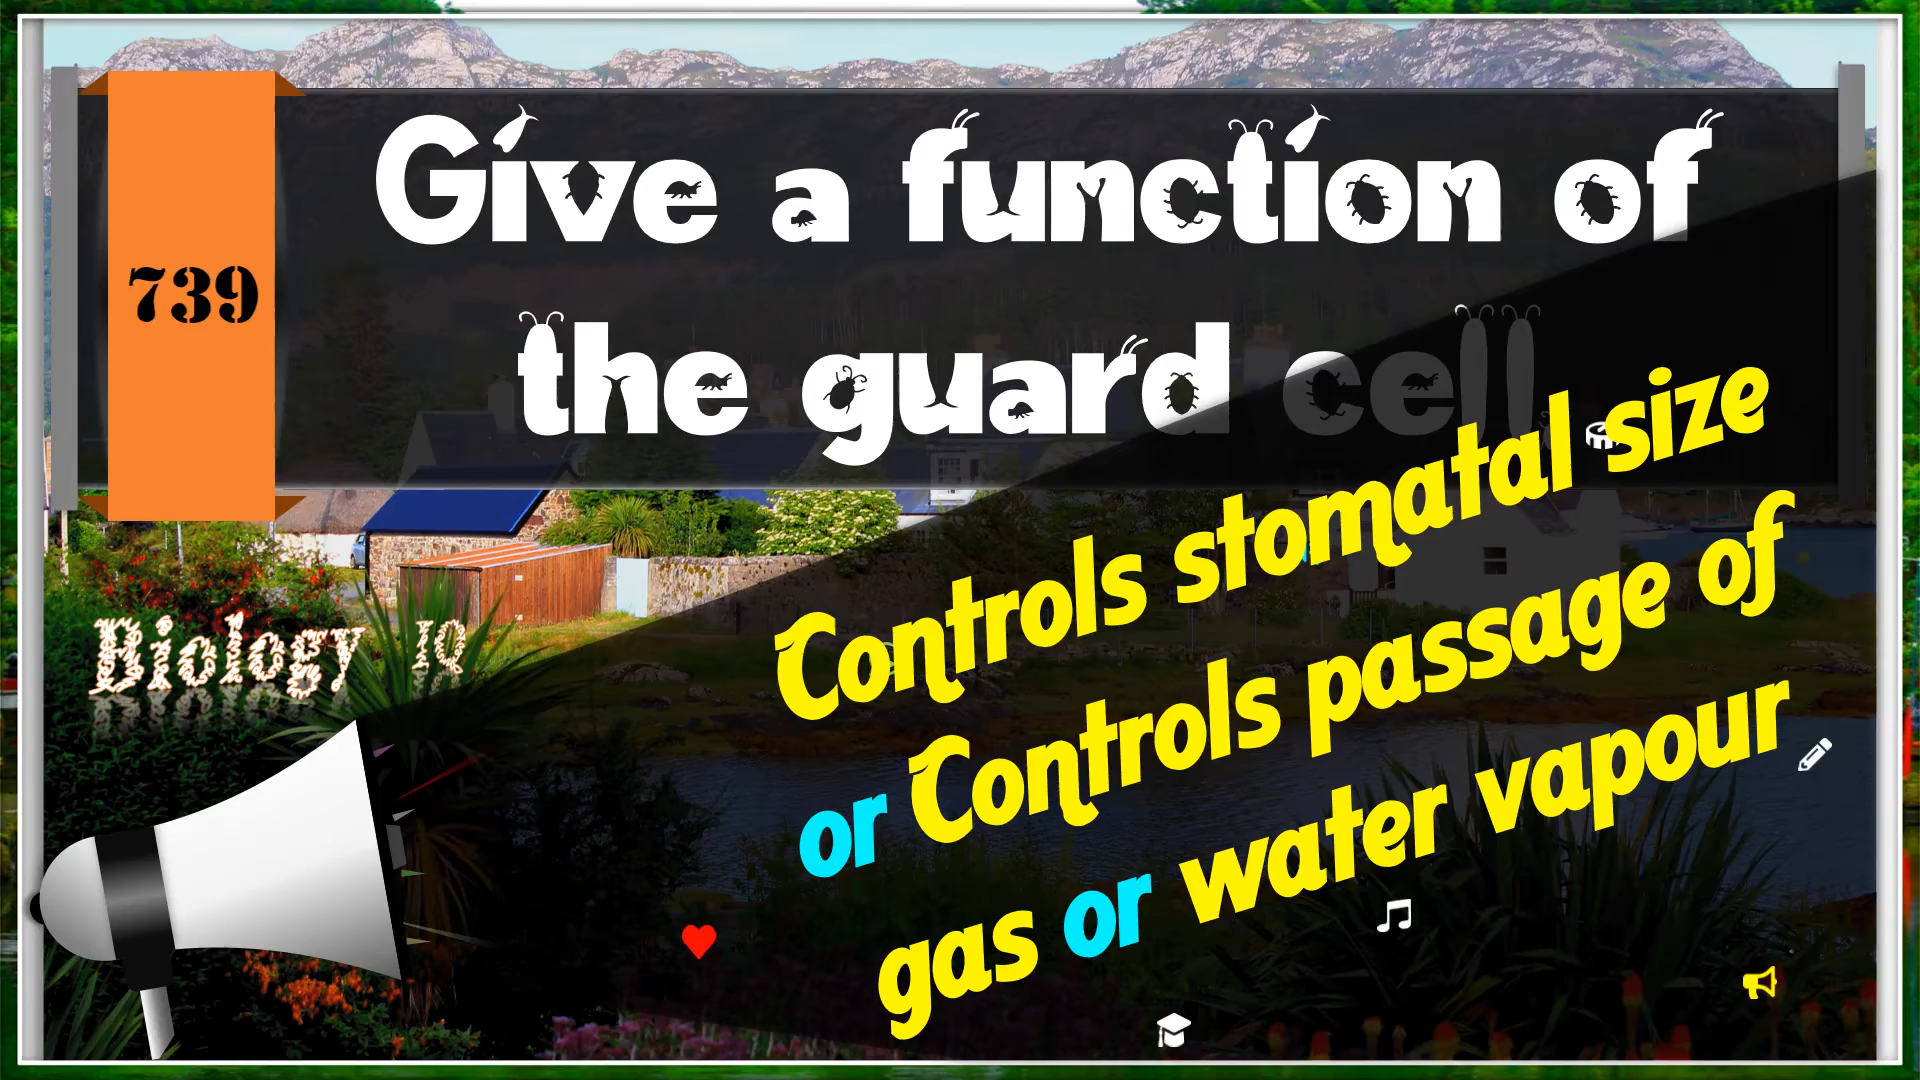 739
Give a function of
the guard cell
Controls stomatal size
or Controls passage of
gas or water vapour
Biology IQ